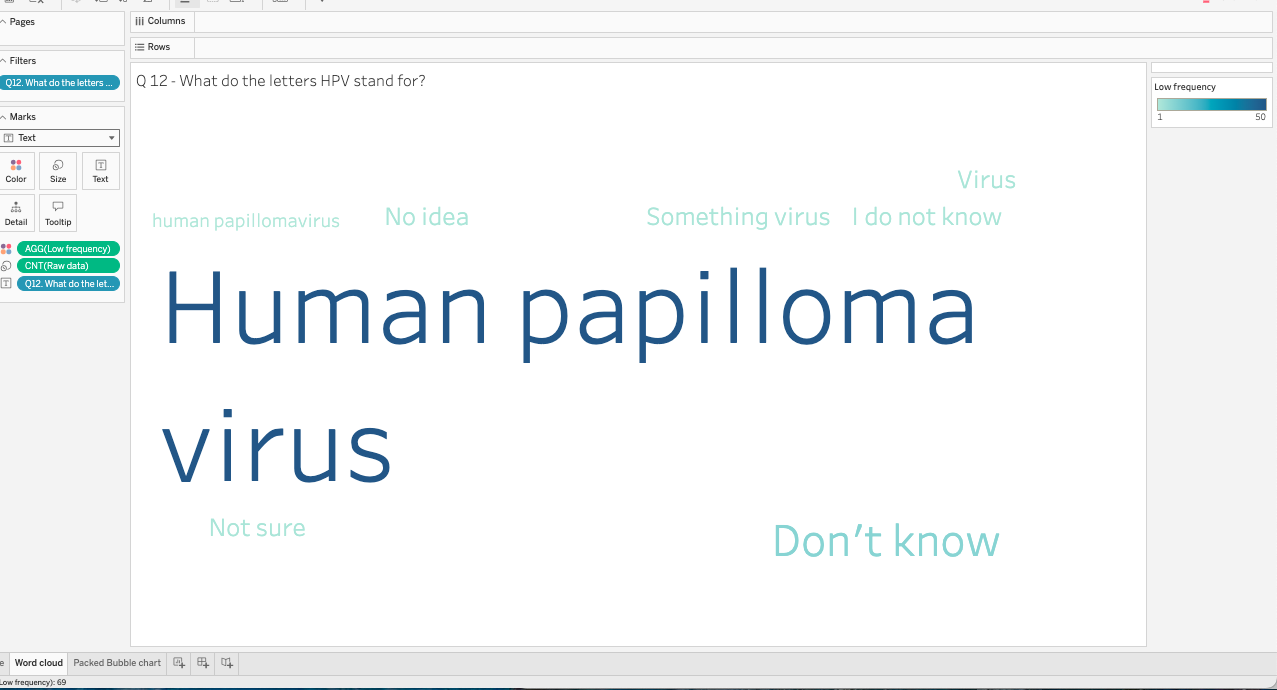 Pages
Columns
Rows
Filters
Q12. What do the letters ...
Marks
Text
Color
Size
Text
Detail
Tooltip
AGG(Low frequency)
CNT(Raw data)
Q12. What do the let...
Q 12 - What do the letters HPV stand for?
Virus
human papillomavirus
No idea
Something virus
I do not know
Human papilloma
virus
Not sure
Don't know
Low frequency
1
50
e
Word cloud
Packed Bubble chart
Low frequency): 69